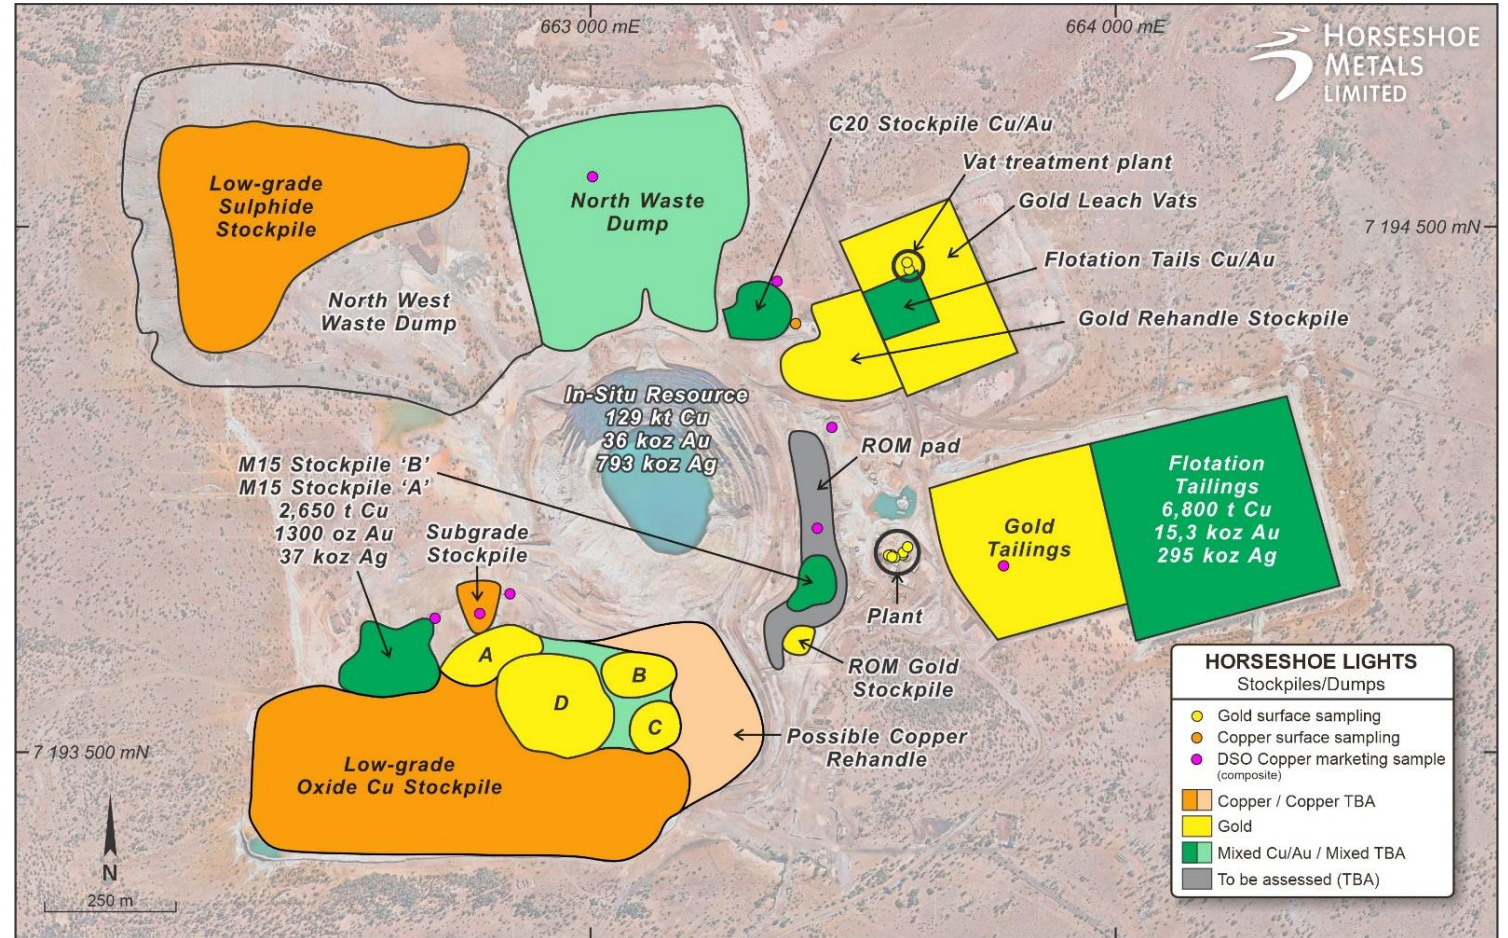 663 000 mE
664 000 mE
HORSESHOE
METALS
LIMITED
C20 Stockpile Cu/Au
Vat treatment plant
Gold Leach Vats
7 194 500 mN
Low-grade
Sulphide
Stockpile
North Waste
Dump
Flotation Tails Cu/Au
North West
Waste Dump
Gold Rehandle Stockpile
In-Situ Resource
129 kt Cu
36 koz Au
793 koz Ag
ROM pad
M15 Stockpile ‘B’
M15 Stockpile ‘A’
2,650 t Cu
1300 oz Au
37 koz Ag
Subgrade
Stockpile
Gold
Tailings
Flotation
Tailings
6,800 t Cu
15,3 koz Au
295 koz Ag
Plant
ROM Gold
Stockpile
A
B
C
D
Possible Copper
Rehandle
7 193 500 mN
Low-grade
Oxide Cu Stockpile
N
250 m
HORSESHOE LIGHTS
Stockpiles/Dumps
Gold surface sampling
Copper surface sampling
DSO Copper marketing sample
(composite)
Copper / Copper TBA
Gold
Mixed Cu/Au / Mixed TBA
To be assessed (TBA)